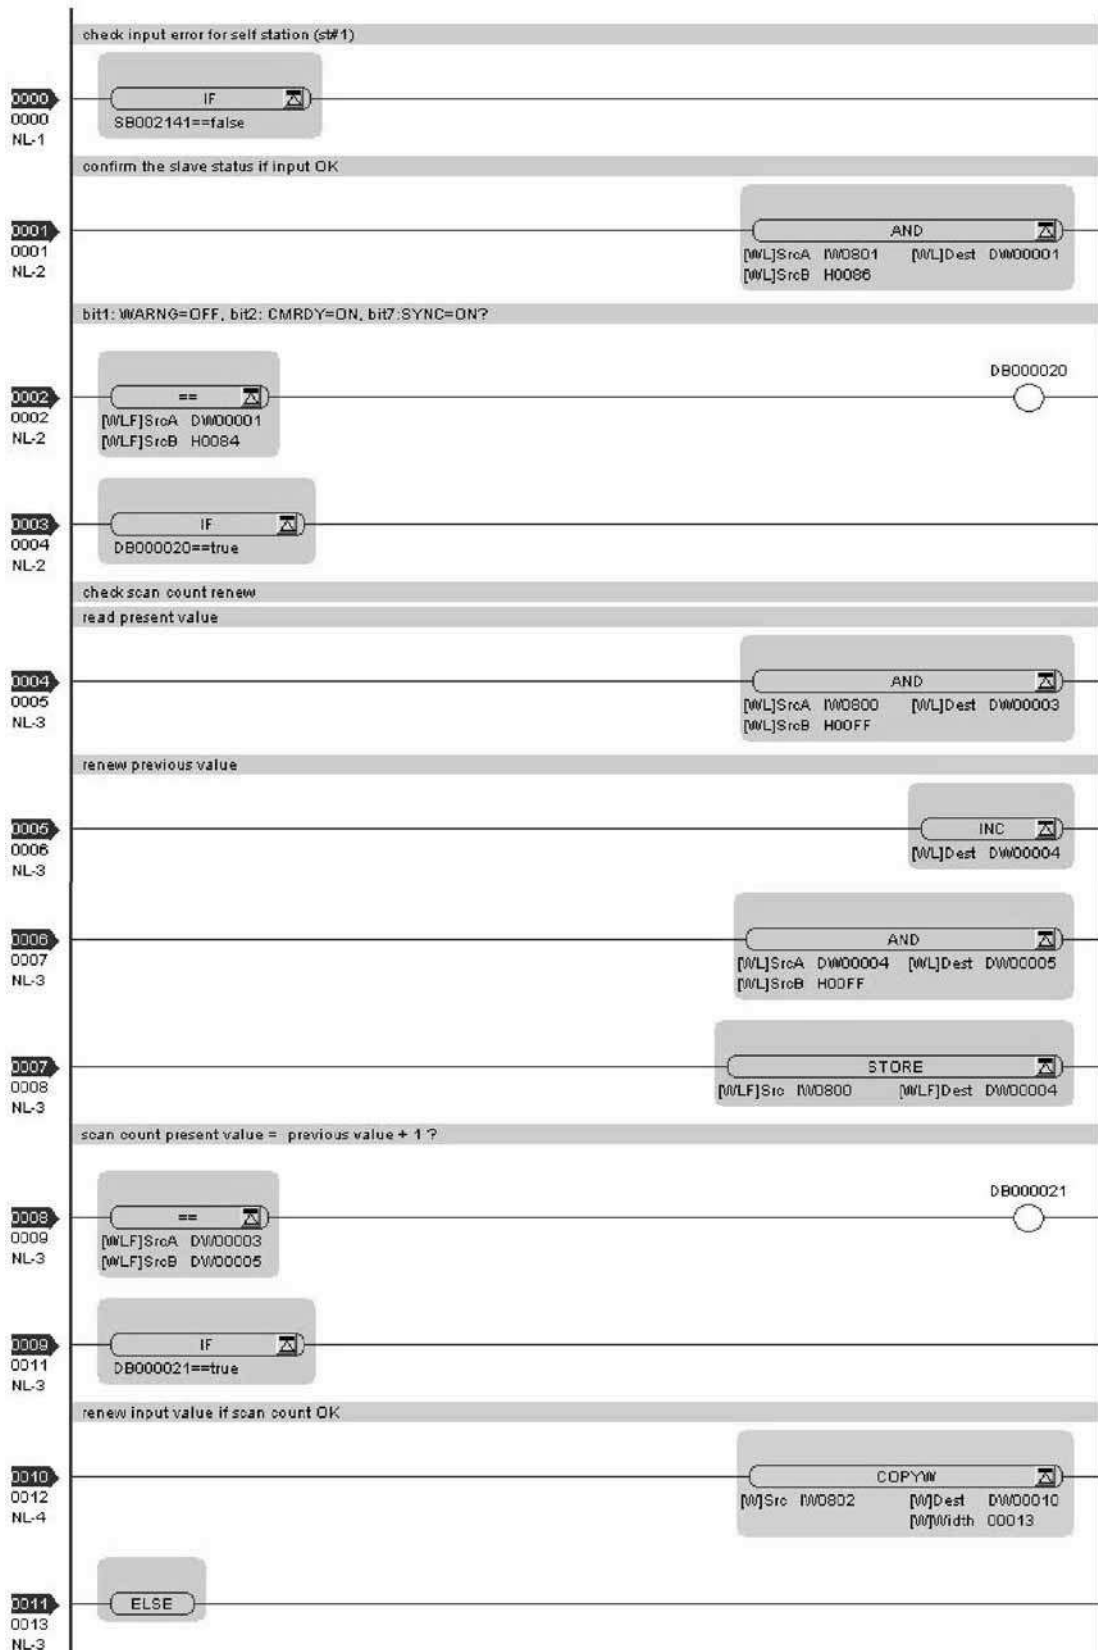 check input error for self station (st#1)
0000
0000
NL-1
IF
SB002141==false
confirm the slave status if input OK
0001
0001
NL-2
AND
[WL]SrcA IW0801 [WL]Dest DW00001
[WL]SrcB H0086
bit1: WARNG=OFF, bit2: CMRDY=ON, bit7:SYNC=ON?
DB000020
0002
0002
NL-2
==
[WLF]SrcA DW00001
[WLF]SrcB H0084
0003
0004
NL-2
IF
DB000020==true
check scan count renew
read present value
0004
0005
NL-3
AND
[WL]SrcA IW0800 [WL]Dest DW00003
[WL]SrcB H00FF
renew previous value
0005
0006
NL-3
INC
[WL]Dest DW00004
0006
0007
NL-3
AND
[WL]SrcA DW00004 [WL]Dest DW00005
[WL]SrcB H00FF
0007
0008
NL-3
STORE
[WLF]Src IW0800 [WLF]Dest DW00004
scan count present value = previous value + 1 ?
DB000021
0008
0009
NL-3
==
[WLF]SrcA DW00003
[WLF]SrcB DW00005
0009
0011
NL-3
IF
DB000021==true
renew input value if scan count OK
0010
0012
NL-4
COPYW
[W]Src IW0802 [W]Dest DW00010
[W]Width 00013
0011
0013
NL-3
ELSE